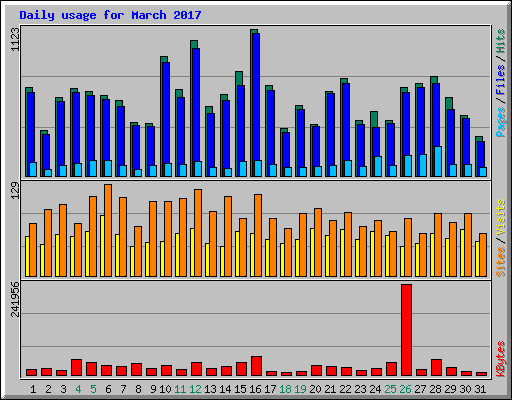 Daily usage for March 2017
1123
Pages / Files / Hits
129
Sites / Visits
241956
KBytes
1 2 3 4 5 6 7 8 9 10 11 12 13 14 15 16 17 18 19 20 21 22 23 24 25 26 27 28 29 30 31